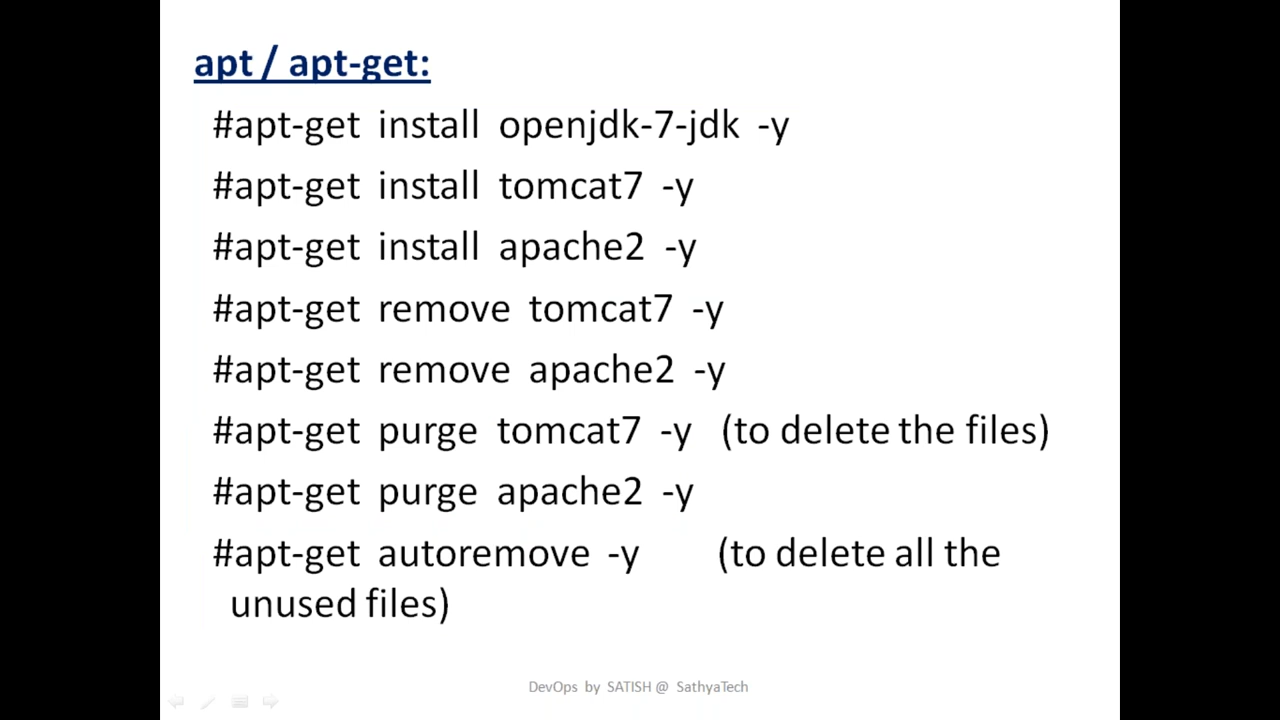 apt / apt-get:
#apt-get install openjdk-7-jdk -y
#apt-get install tomcat7 -y
#apt-get install apache2 -y
#apt-get remove tomcat7 -y
#apt-get remove apache2 -y
#apt-get purge tomcat7 -y (to delete the files)
#apt-get purge apache2 -y
#apt-get autoremove -y (to delete all the
unused files)
DevOps by SATISH @ SathyaTech